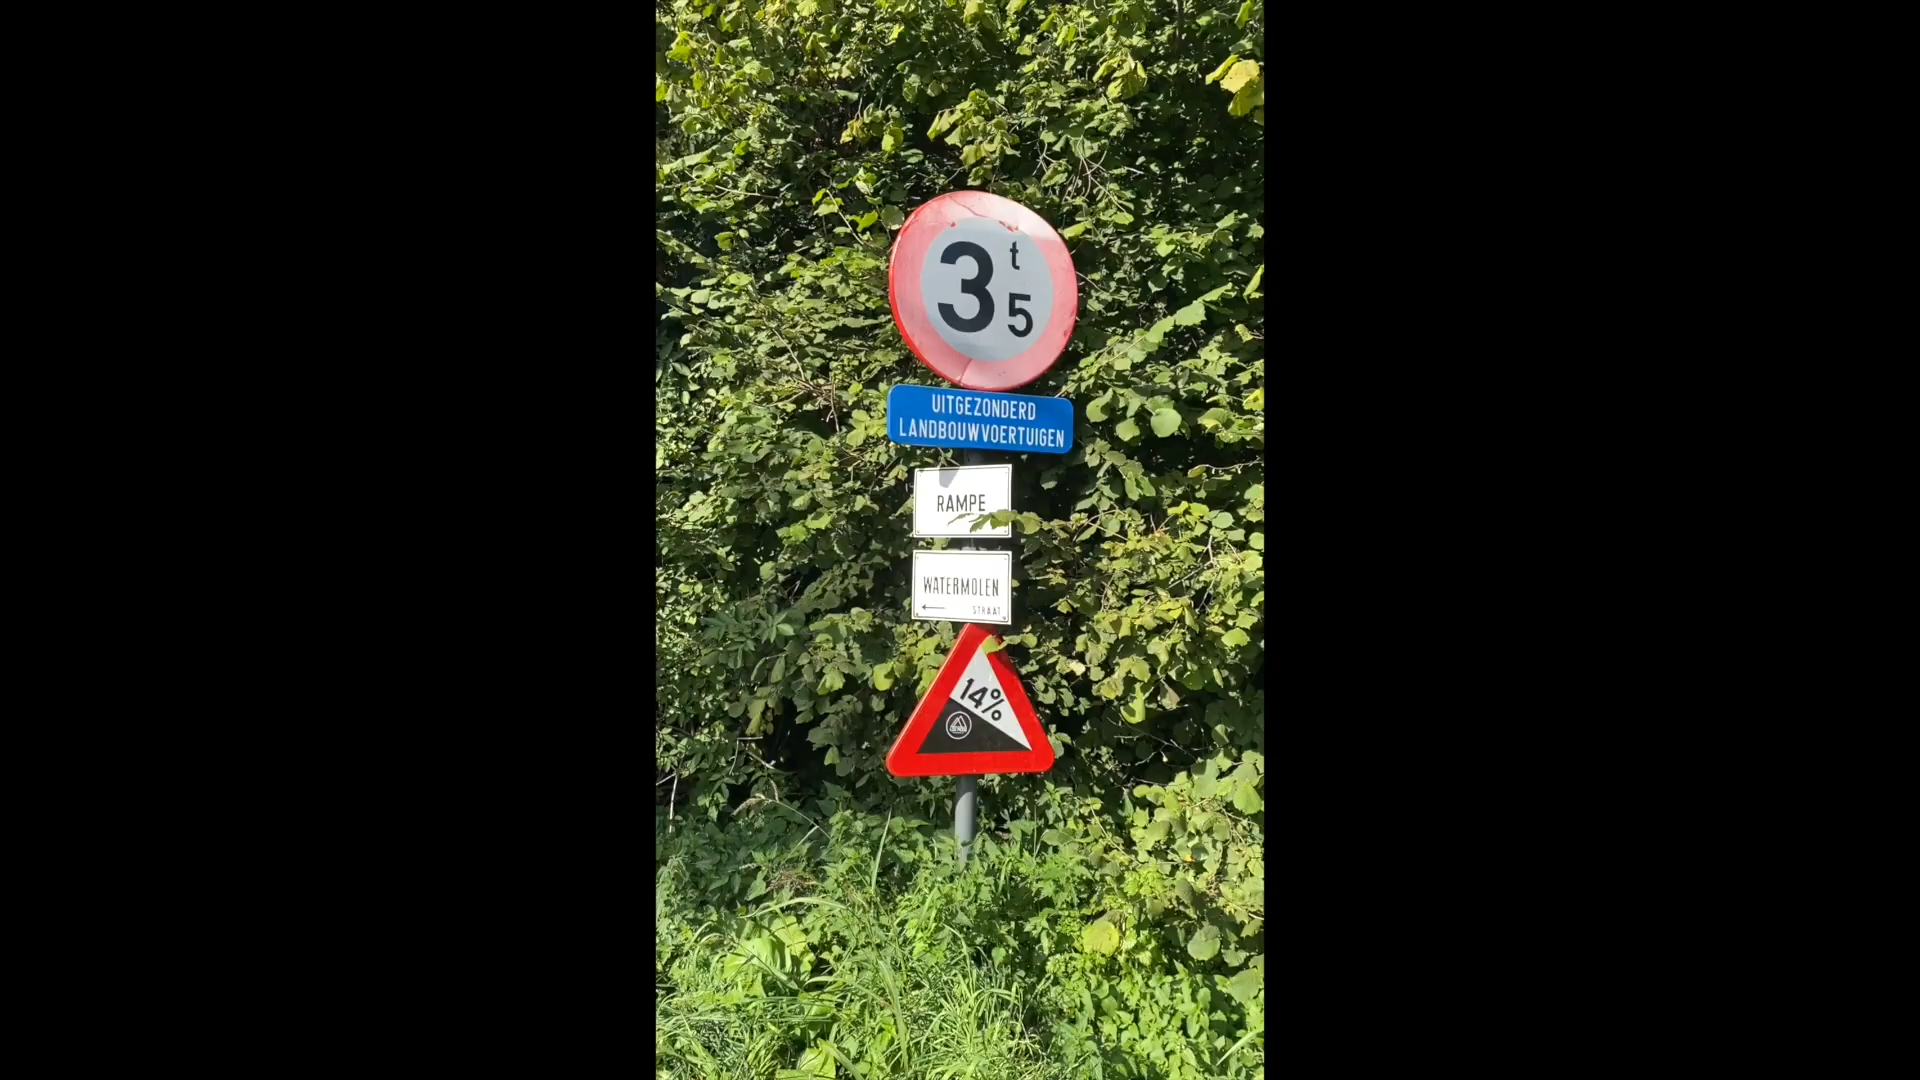 3 t 5
UITGEZONDERD
LANDBOUWVOERTUIGEN
RAMPE
WATERMOLEN
STRAAT
14%